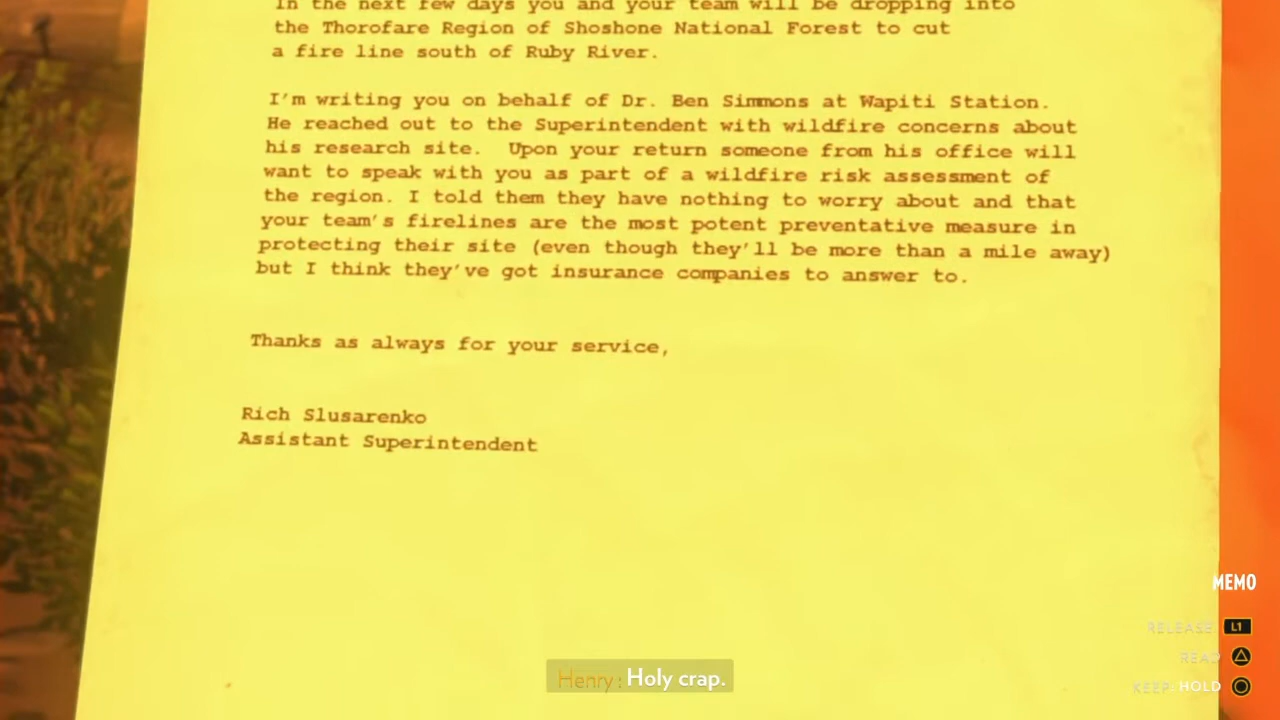 In the next few days you and your team will be dropping into
the Thorofare Region of Shoshone National Forest to cut
a fire line south of Ruby River.
I'm writing you on behalf of Dr. Ben Simmons at Wapiti Station.
He reached out to the Superintendent with wildfire concerns about
his research site.  Upon your return someone from his office will
want to speak with you as part of a wildfire risk assessment of
the region. I told them they have nothing to worry about and that
your team's firelines are the most potent preventative measure in
protecting their site (even though they'll be more than a mile away)
but I think they've got insurance companies to answer to.
Thanks as always for your service,
Rich Slusarenko
Assistant Superintendent
MEMO
RELEASE L1
READ
KEEP: HOLD
Henry: Holy crap.